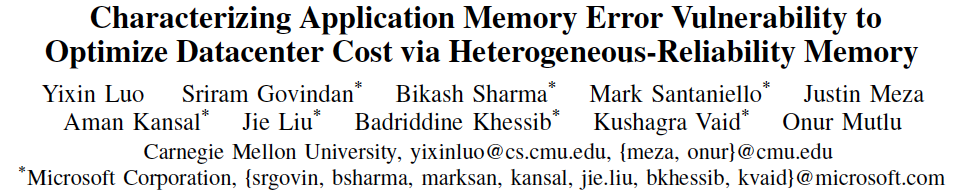 Characterizing Application Memory Error Vulnerability to
Optimize Datacenter Cost via Heterogeneous-Reliability Memory
Yixin Luo Sriram Govindan* Bikash Sharma* Mark Santaniello* Justin Meza
Aman Kansal* Jie Liu* Badriddine Khessib* Kushagra Vaid* Onur Mutlu
Carnegie Mellon University, yixinluo@cs.cmu.edu, {meza, onur}@cmu.edu
*Microsoft Corporation, {srgovin, bsharma, marksan, kansal, jie.liu, bkhessib, kvaid}@microsoft.com